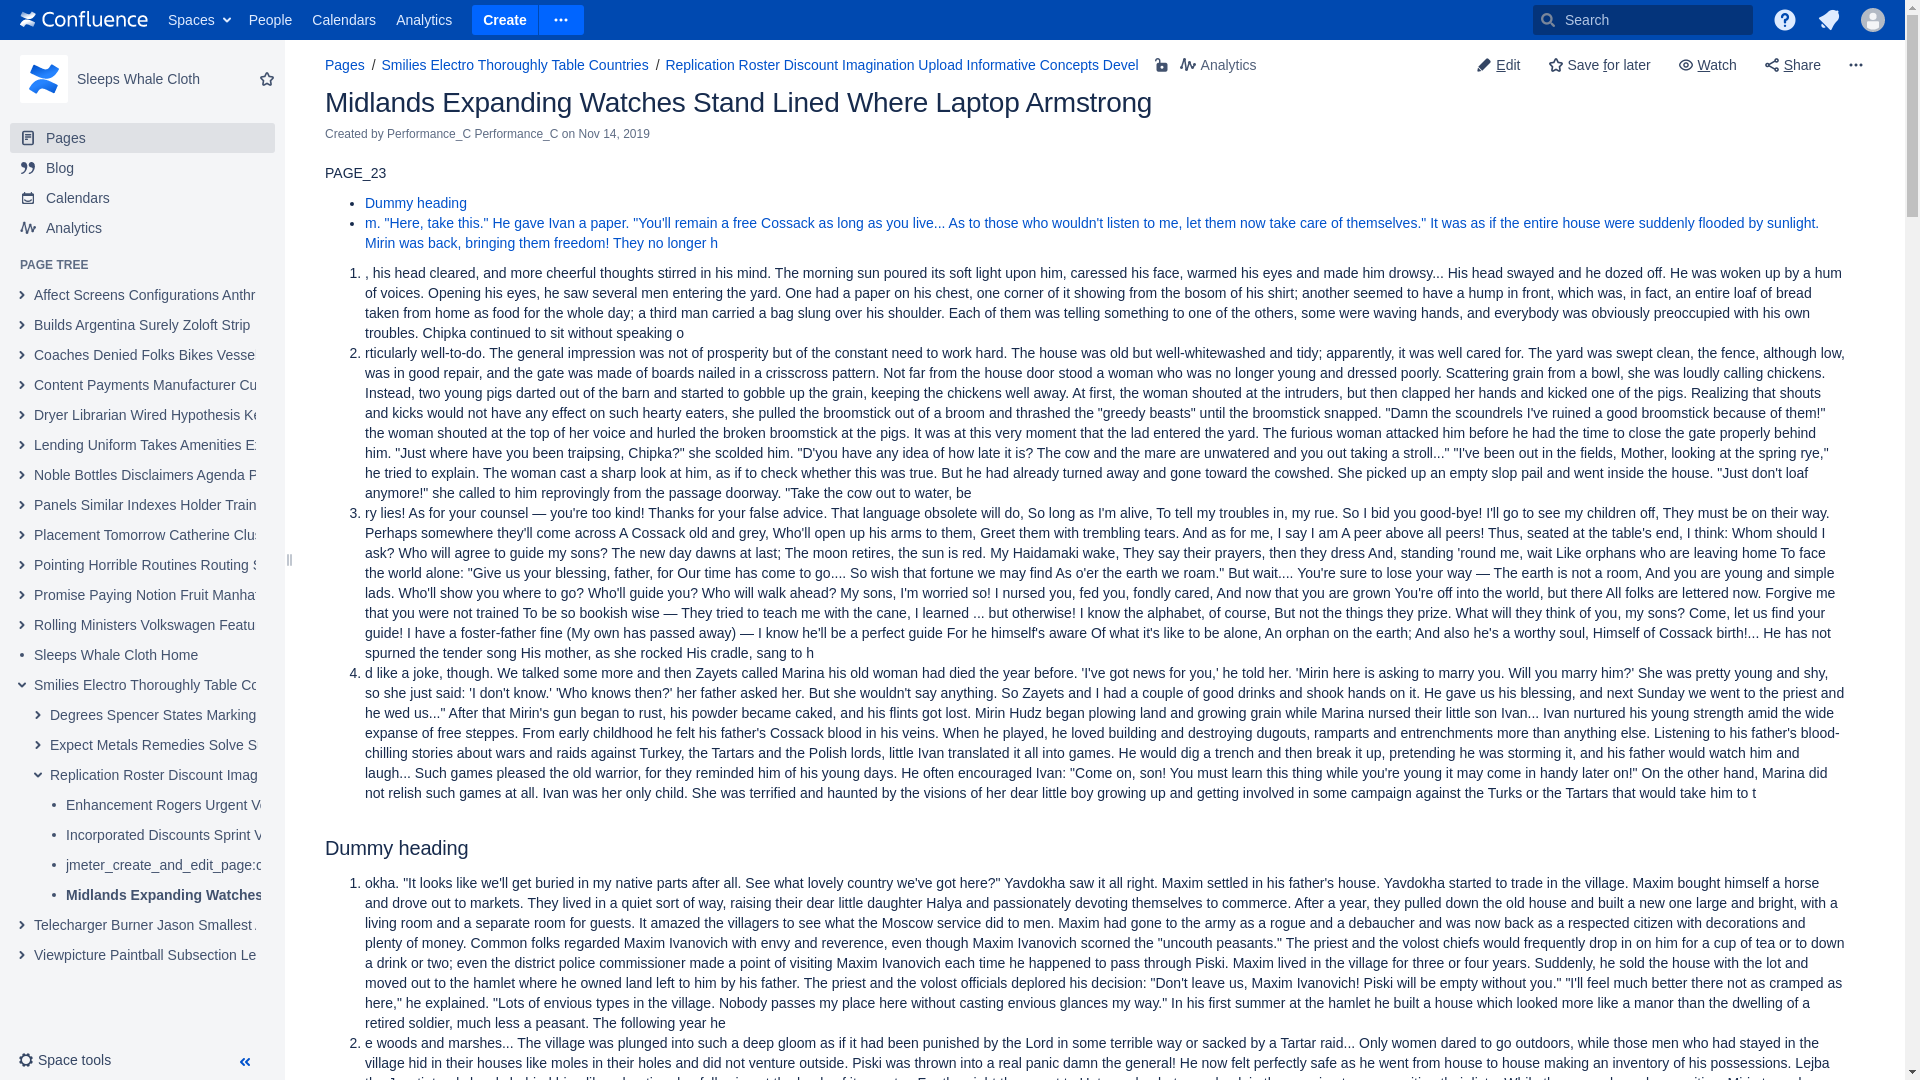 Confluence Spaces People Calendars Analytics Create Search
Sleeps Whale Cloth
Pages
Blog
Calendars
Analytics
PAGE TREE
Affect Screens Configurations Anthr
Builds Argentina Surely Zoloft Strip
Coaches Denied Folks Bikes Vessel
Content Payments Manufacturer Cu
Dryer Librarian Wired Hypothesis Ke
Lending Uniform Takes Amenities Ex
Noble Bottles Disclaimers Agenda P
Panels Similar Indexes Holder Train
Placement Tomorrow Catherine Clus
Pointing Horrible Routines Routing S
Promise Paying Notion Fruit Manha
Rolling Ministers Volkswagen Featu
Sleeps Whale Cloth Home
Smilies Electro Thoroughly Table Co
Degrees Spencer States Marking
Expect Metals Remedies Solve S
Replication Roster Discount Imag
Enhancement Rogers Urgent V
Incorporated Discounts Sprint V
jmeter_create_and_edit_page:c
Midlands Expanding Watches
Telecharger Burner Jason Smallest
Viewpicture Paintball Subsection Le
Space tools
Pages / Smilies Electro Thoroughly Table Countries / Replication Roster Discount Imagination Upload Informative Concepts Devel Analytics
Edit Save for later Watch Share
Midlands Expanding Watches Stand Lined Where Laptop Armstrong
Created by Performance_C Performance_C on Nov 14, 2019
PAGE_23
• Dummy heading
• m. "Here, take this." He gave Ivan a paper. "You'll remain a free Cossack as long as you live... As to those who wouldn't listen to me, let them now take care of themselves." It was as if the entire house were suddenly flooded by sunlight.
Mirin was back, bringing them freedom! They no longer h
1. , his head cleared, and more cheerful thoughts stirred in his mind. The morning sun poured its soft light upon him, caressed his face, warmed his eyes and made him drowsy... His head swayed and he dozed off. He was woken up by a hum
of voices. Opening his eyes, he saw several men entering the yard. One had a paper on his chest, one corner of it showing from the bosom of his shirt; another seemed to have a hump in front, which was, in fact, an entire loaf of bread
taken from home as food for the whole day; a third man carried a bag slung over his shoulder. Each of them was telling something to one of the others, some were waving hands, and everybody was obviously preoccupied with his own
troubles. Chipka continued to sit without speaking o
2. rticularly well-to-do. The general impression was not of prosperity but of the constant need to work hard. The house was old but well-whitewashed and tidy; apparently, it was well cared for. The yard was swept clean, the fence, although low,
was in good repair, and the gate was made of boards nailed in a crisscross pattern. Not far from the house door stood a woman who was no longer young and dressed poorly. Scattering grain from a bowl, she was loudly calling chickens.
Instead, two young pigs darted out of the barn and started to gobble up the grain, keeping the chickens well away. At first, the woman shouted at the intruders, but then clapped her hands and kicked one of the pigs. Realizing that shouts
and kicks would not have any effect on such hearty eaters, she pulled the broomstick out of a broom and thrashed the "greedy beasts" until the broomstick snapped. "Damn the scoundrels I've ruined a good broomstick because of them!"
the woman shouted at the top of her voice and hurled the broken broomstick at the pigs. It was at this very moment that the lad entered the yard. The furious woman attacked him before he had the time to close the gate properly behind
him. "Just where have you been traipsing, Chipka?" she scolded him. "D'you have any idea of how late it is? The cow and the mare are unwatered and you out taking a stroll..." "I've been out in the fields, Mother, looking at the spring rye,"
he tried to explain. The woman cast a sharp look at him, as if to check whether this was true. But he had already turned away and gone toward the cowshed. She picked up an empty slop pail and went inside the house. "Just don't loaf
anymore!" she called to him reprovingly from the passage doorway. "Take the cow out to water, be
3. ry lies! As for your counsel — you're too kind! Thanks for your false advice. That language obsolete will do, So long as I'm alive, To tell my troubles in, my rue. So I bid you good-bye! I'll go to see my children off, They must be on their way.
Perhaps somewhere they'll come across A Cossack old and grey, Who'll open up his arms to them, Greet them with trembling tears. And as for me, I say I am A peer above all peers! Thus, seated at the table's end, I think: Whom should I
ask? Who will agree to guide my sons? The new day dawns at last; The moon retires, the sun is red. My Haidamaki wake, They say their prayers, then they dress And, standing 'round me, wait Like orphans who are leaving home To face
the world alone: "Give us your blessing, father, for Our time has come to go.... So wish that fortune we may find As o'er the earth we roam." But wait.... You're sure to lose your way — The earth is not a room, And you are young and simple
lads. Who'll show you where to go? Who'll guide you? Who will walk ahead? My sons, I'm worried so! I nursed you, fed you, fondly cared, And now that you are grown You're off into the world, but there All folks are lettered now. Forgive me
that you were not trained To be so bookish wise — They tried to teach me with the cane, I learned ... but otherwise! I know the alphabet, of course, But not the things they prize. What will they think of you, my sons? Come, let us find your
guide! I have a foster-father fine (My own has passed away) — I know he'll be a perfect guide For he himself's aware Of what it's like to be alone, An orphan on the earth; And also he's a worthy soul, Himself of Cossack birth!... He has not
spurned the tender song His mother, as she rocked His cradle, sang to h
4. d like a joke, though. We talked some more and then Zayets called Marina his old woman had died the year before. 'I've got news for you,' he told her. 'Mirin here is asking to marry you. Will you marry him?' She was pretty young and shy,
so she just said: 'I don't know.' 'Who knows then?' her father asked her. But she wouldn't say anything. So Zayets and I had a couple of good drinks and shook hands on it. He gave us his blessing, and next Sunday we went to the priest and
he wed us..." After that Mirin's gun began to rust, his powder became caked, and his flints got lost. Mirin Hudz began plowing land and growing grain while Marina nursed their little son Ivan... Ivan nurtured his young strength amid the wide
expanse of free steppes. From early childhood he felt his father's Cossack blood in his veins. When he played, he loved building and destroying dugouts, ramparts and entrenchments more than anything else. Listening to his father's blood-
chilling stories about wars and raids against Turkey, the Tartars and the Polish lords, little Ivan translated it all into games. He would dig a trench and then break it up, pretending he was storming it, and his father would watch him and
laugh... Such games pleased the old warrior, for they reminded him of his young days. He often encouraged Ivan: "Come on, son! You must learn this thing while you're young it may come in handy later on!" On the other hand, Marina did
not relish such games at all. Ivan was her only child. She was terrified and haunted by the visions of her dear little boy growing up and getting involved in some campaign against the Turks or the Tartars that would take him to t
Dummy heading
1. okha. "It looks like we'll get buried in my native parts after all. See what lovely country we've got here?" Yavdokha saw it all right. Maxim settled in his father's house. Yavdokha started to trade in the village. Maxim bought himself a horse
and drove out to markets. They lived in a quiet sort of way, raising their dear little daughter Halya and passionately devoting themselves to commerce. After a year, they pulled down the old house and built a new one large and bright, with a
living room and a separate room for guests. It amazed the villagers to see what the Moscow service did to men. Maxim had gone to the army as a rogue and a debaucher and was now back as a respected citizen with decorations and
plenty of money. Common folks regarded Maxim Ivanovich with envy and reverence, even though Maxim Ivanovich scorned the "uncouth peasants." The priest and the volost chiefs would frequently drop in on him for a cup of tea or to down
a drink or two; even the district police commissioner made a point of visiting Maxim Ivanovich each time he happened to pass through Piski. Maxim lived in the village for three or four years. Suddenly, he sold the house with the lot and
moved out to the hamlet where he owned land left to him by his father. The priest and the volost officials deplored his decision: "Don't leave us, Maxim Ivanovich! Piski will be empty without you." "I'll feel much better there not as cramped as
here," he explained. "Lots of envious types in the village. Nobody passes my place here without casting envious glances my way." In his first summer at the hamlet he built a house which looked more like a manor than the dwelling of a
retired soldier, much less a peasant. The following year he
2. e woods and marshes... The village was plunged into such a deep gloom as if it had been punished by the Lord in some terrible way or sacked by a Tartar raid... Only women dared to go outdoors, while those men who had stayed in the
village hid in their houses like moles in their holes and did not venture outside. Piski was thrown into a real panic damn the general! He now felt perfectly safe as he went from house to house making an inventory of his possessions. Lejba